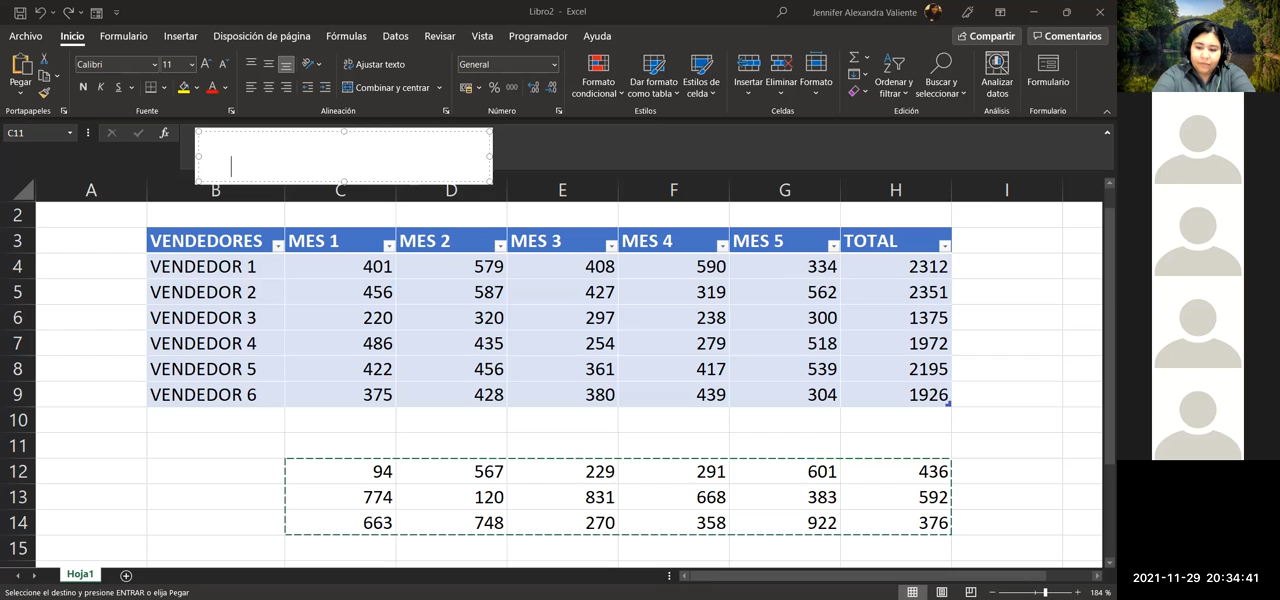 Libro2 - Excel
Jennifer Alexandra Valiente
Archivo Inicio Formulario Insertar Disposición de página Fórmulas Datos Revisar Vista Programador Ayuda
Compartir Comentarios
Pegar
Calibri 11
N K S
Ajustar texto
Combinar y centrar
General
% 000
Formato condicional
Dar formato como tabla
Estilos de celda
Insertar Eliminar Formato
Ordenar y filtrar
Buscar y seleccionar
Analizar datos
Formulario
Portapapeles Fuente Alineación Número Estilos Celdas Edición Análisis Formulario
C11 fx
A B C D E F G H I
2
3 VENDEDORES MES 1 MES 2 MES 3 MES 4 MES 5 TOTAL
4 VENDEDOR 1 401 579 408 590 334 2312
5 VENDEDOR 2 456 587 427 319 562 2351
6 VENDEDOR 3 220 320 297 238 300 1375
7 VENDEDOR 4 486 435 254 279 518 1972
8 VENDEDOR 5 422 456 361 417 539 2195
9 VENDEDOR 6 375 428 380 439 304 1926
10
11
12 94 567 229 291 601 436
13 774 120 831 668 383 592
14 663 748 270 358 922 376
15
Hoja1
Seleccione el destino y presione ENTRAR o elija Pegar
184 %
2021-11-29 20:34:41